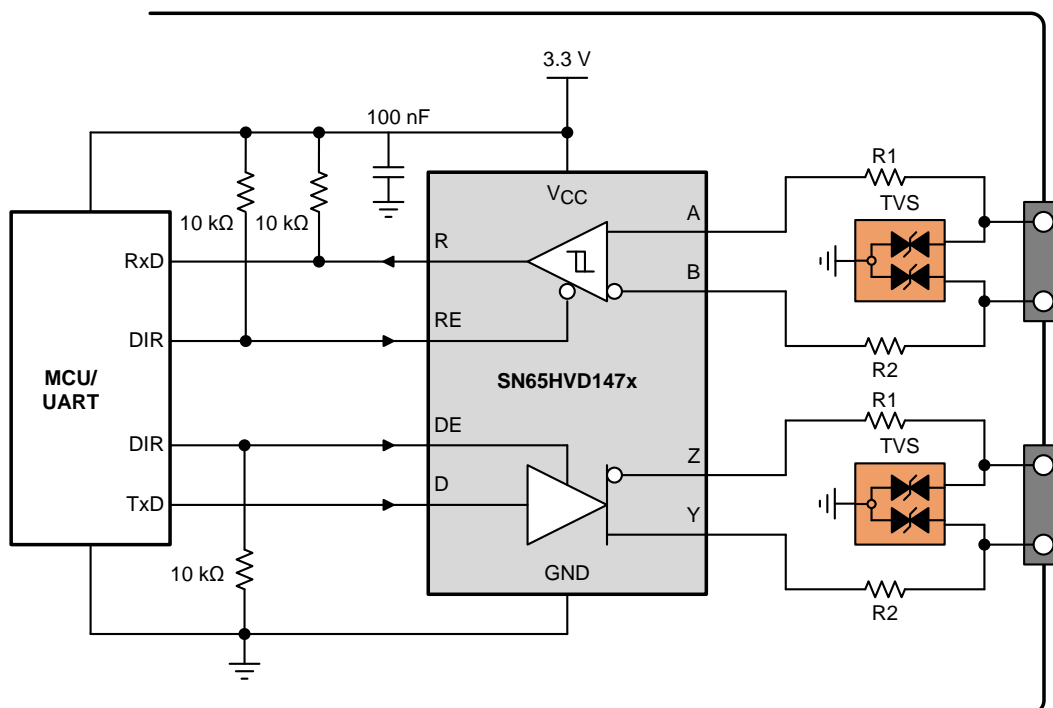 3.3 V
100 nF
R1
VCC
TVS
10 kΩ
10 kΩ
A
R
RxD
B
RE
DIR
R2
MCU/
UART
SN65HVD147x
R1
DE
DIR
TVS
Z
D
TxD
Y
10 kΩ
GND
R2